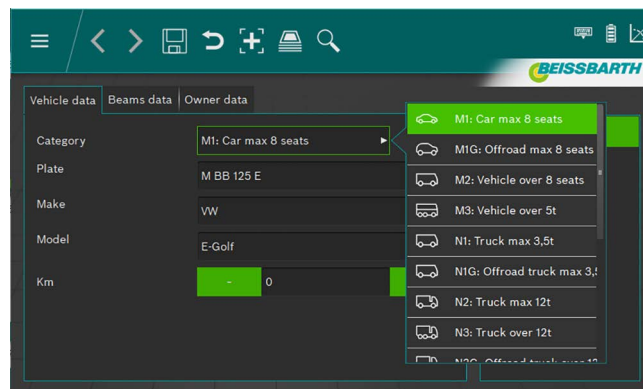 BEISSBARTH
Vehicle data
Beams data
Owner data
Category
M1: Car max 8 seats
Plate
M BB 125 E
Make
VW
Model
E-Golf
Km
-
0
M1: Car max 8 seats
M1G: Offroad max 8 seats
M2: Vehicle over 8 seats
M3: Vehicle over 5t
N1: Truck max 3,5t
N1G: Offroad truck max 3,5
N2: Truck max 12t
N3: Truck over 12t